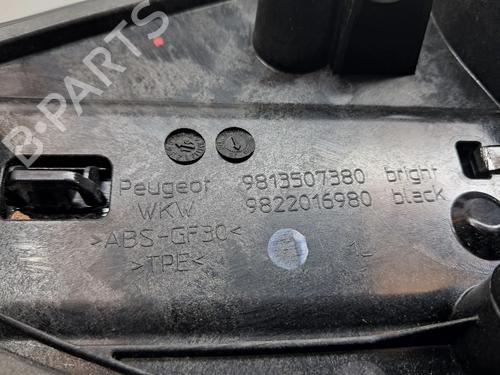 B-PARTS
Peugeot 9813507380 bright
WKW 9822016980 black
>ABS-GF30<
>TPE<